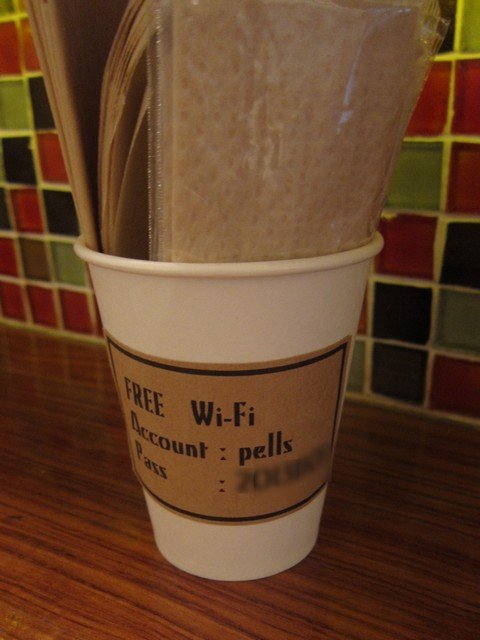 FREE Wi-Fi
Account : pells
Pass :